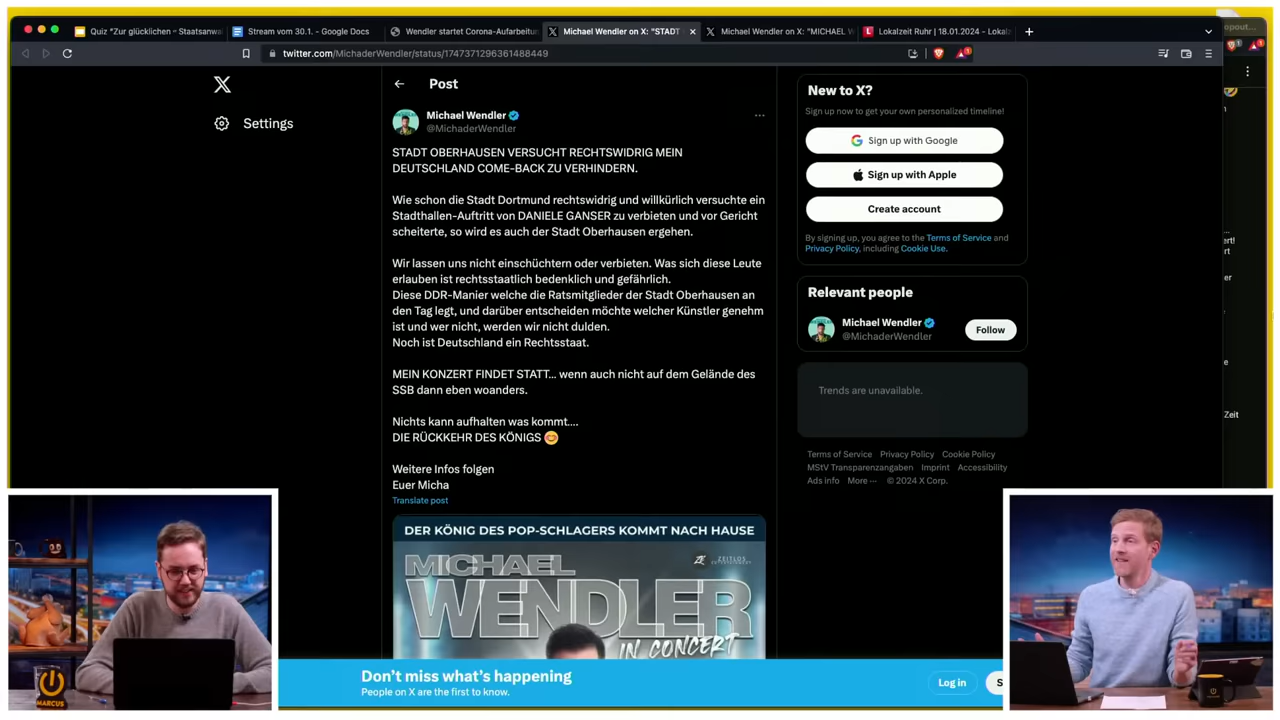 Quiz "Zur glücklichen – Staatsanwal
Stream vom 30.1. - Google Docs
Wendler startet Corona-Aufarbeitun
Michael Wendler on X: "STADT
Michael Wendler on X: "MICHAEL W
Lokalzeit Ruhr | 18.01.2024 - Lokalz
twitter.com/MichaderWendler/status/1747371296361488449
Settings
Post
Michael Wendler
@MichaderWendler
STADT OBERHAUSEN VERSUCHT RECHTSWIDRIG MEIN
DEUTSCHLAND COME-BACK ZU VERHINDERN.
Wie schon die Stadt Dortmund rechtswidrig und willkürlich versuchte ein
Stadthallen-Auftritt von DANIELE GANSER zu verbieten und vor Gericht
scheiterte, so wird es auch der Stadt Oberhausen ergehen.
Wir lassen uns nicht einschüchtern oder verbieten. Was sich diese Leute
erlauben ist rechtsstaatlich bedenklich und gefährlich.
Diese DDR-Manier welche die Ratsmitglieder der Stadt Oberhausen an
den Tag legt, und darüber entscheiden möchte welcher Künstler genehm
ist und wer nicht, werden wir nicht dulden.
Noch ist Deutschland ein Rechtsstaat.
MEIN KONZERT FINDET STATT... wenn auch nicht auf dem Gelände des
SSB dann eben woanders.
Nichts kann aufhalten was kommt....
DIE RÜCKKEHR DES KÖNIGS 😊
Weitere Infos folgen
Euer Micha
Translate post
DER KÖNIG DES POP-SCHLAGERS KOMMT NACH HAUSE
MICHAEL
ZEITLOS
WENDLER
IN CONCERT
New to X?
Sign up now to get your own personalized timeline!
Sign up with Google
Sign up with Apple
Create account
By signing up, you agree to the Terms of Service and
Privacy Policy, including Cookie Use.
Relevant people
Michael Wendler
@MichaderWendler
Follow
Trends are unavailable.
Terms of Service Privacy Policy Cookie Policy
MStV Transparenzangaben Imprint Accessibility
Ads info More ··· © 2024 X Corp.
Don't miss what's happening
People on X are the first to know.
Log in
S
MARCUS
opout...
ert!
rt
er
e
Zeit